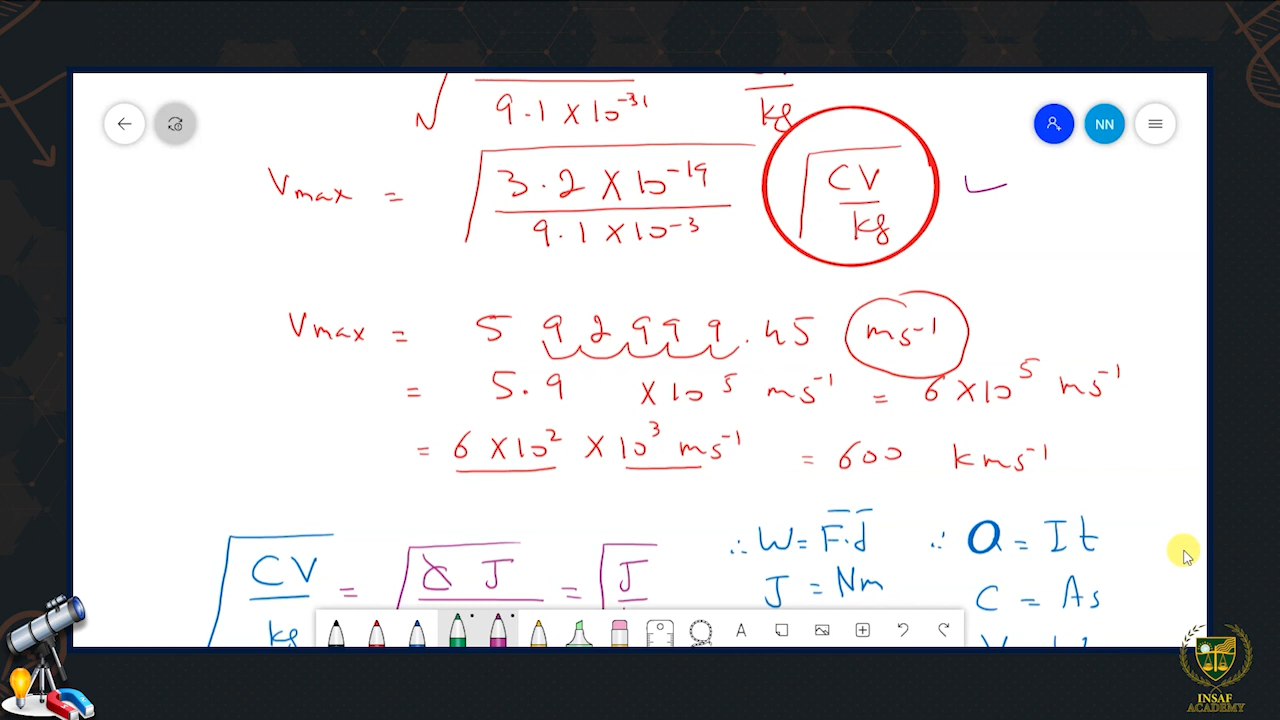 9.1 × 10⁻³¹ kg
NN
Vmax = √ 3.2 × 10⁻¹⁹ √ CV
9.1 × 10⁻³ kg
Vmax = 592999.45 ms⁻¹
= 5.9 × 10⁵ ms⁻¹ = 6 × 10⁵ ms⁻¹
= 6 × 10² × 10³ ms⁻¹ = 600 kms⁻¹
∴ W = F.d ∴ Q = It
√ CV = √ C J = √ J J = Nm C = As
kg
A
INSAF
ACADEMY